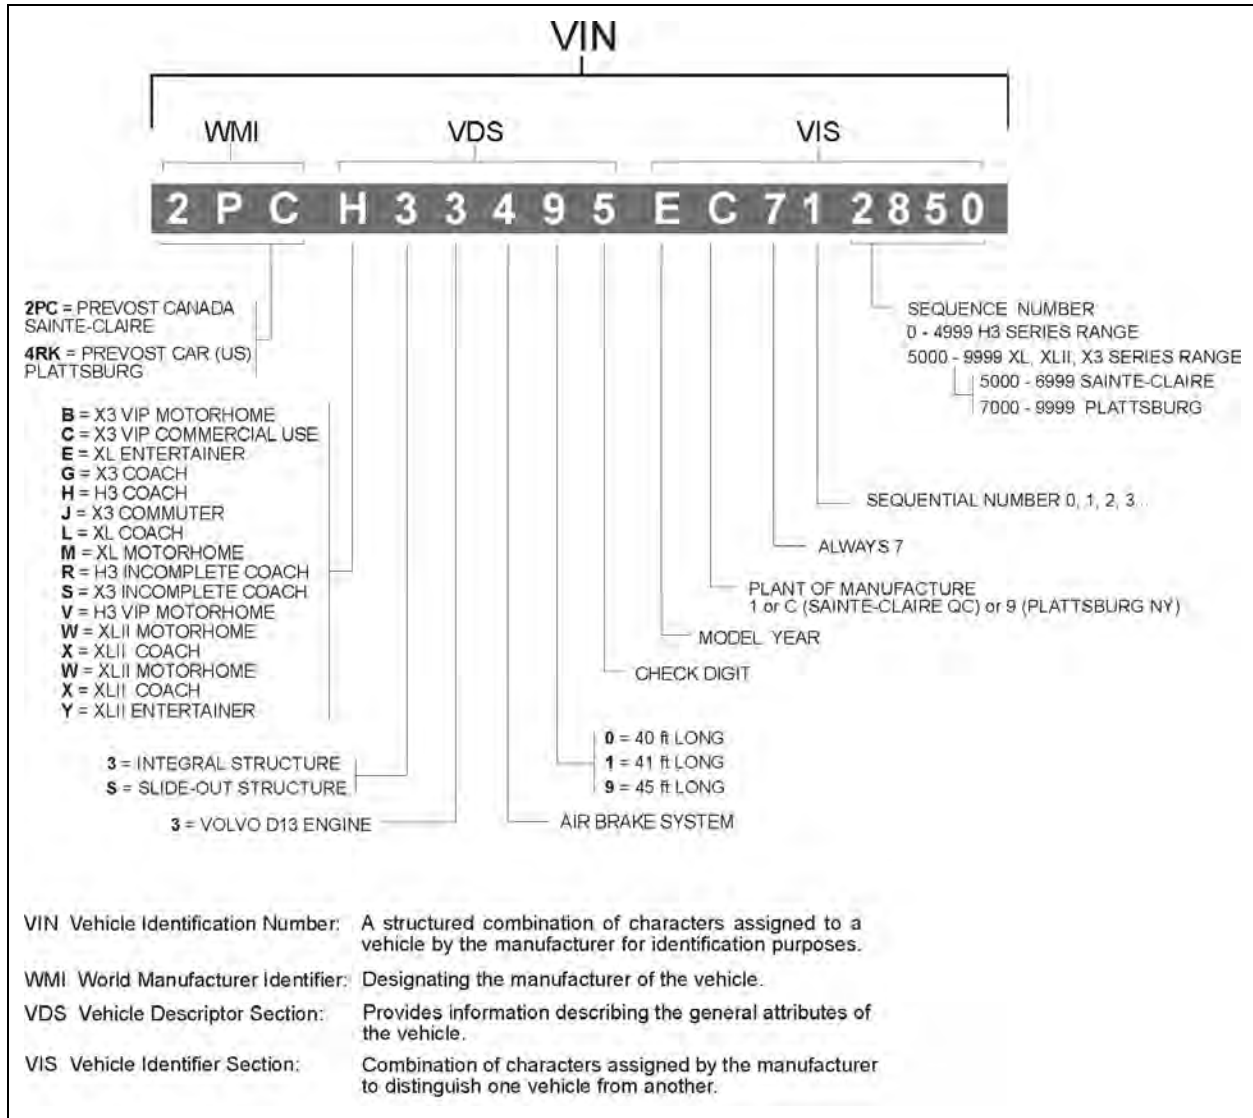 VIN
WMI VDS VIS
2 P C H 3 3 4 9 5 E C 7 1 2 8 5 0
2PC = PREVOST CANADA
SAINTE-CLAIRE
4RK = PREVOST CAR (US)
PLATTSBURG
B = X3 VIP MOTORHOME
C = X3 VIP COMMERCIAL USE
E = XL ENTERTAINER
G = X3 COACH
H = H3 COACH
J = X3 COMMUTER
L = XL COACH
M = XL MOTORHOME
R = H3 INCOMPLETE COACH
S = X3 INCOMPLETE COACH
V = H3 VIP MOTORHOME
W = XLII MOTORHOME
X = XLII COACH
W = XLII MOTORHOME
X = XLII COACH
Y = XLII ENTERTAINER
3 = INTEGRAL STRUCTURE
S = SLIDE-OUT STRUCTURE
3 = VOLVO D13 ENGINE
AIR BRAKE SYSTEM
0 = 40 ft LONG
1 = 41 ft LONG
9 = 45 ft LONG
CHECK DIGIT
MODEL YEAR
PLANT OF MANUFACTURE
1 or C (SAINTE-CLAIRE QC) or 9 (PLATTSBURG NY)
ALWAYS 7
SEQUENTIAL NUMBER 0, 1, 2, 3...
SEQUENCE NUMBER
0 - 4999 H3 SERIES RANGE
5000 - 9999 XL, XLII, X3 SERIES RANGE
5000 - 6999 SAINTE-CLAIRE
7000 - 9999 PLATTSBURG
VIN Vehicle Identification Number: A structured combination of characters assigned to a
vehicle by the manufacturer for identification purposes.
WMI World Manufacturer Identifier: Designating the manufacturer of the vehicle.
VDS Vehicle Descriptor Section: Provides information describing the general attributes of
the vehicle.
VIS Vehicle Identifier Section: Combination of characters assigned by the manufacturer
to distinguish one vehicle from another.